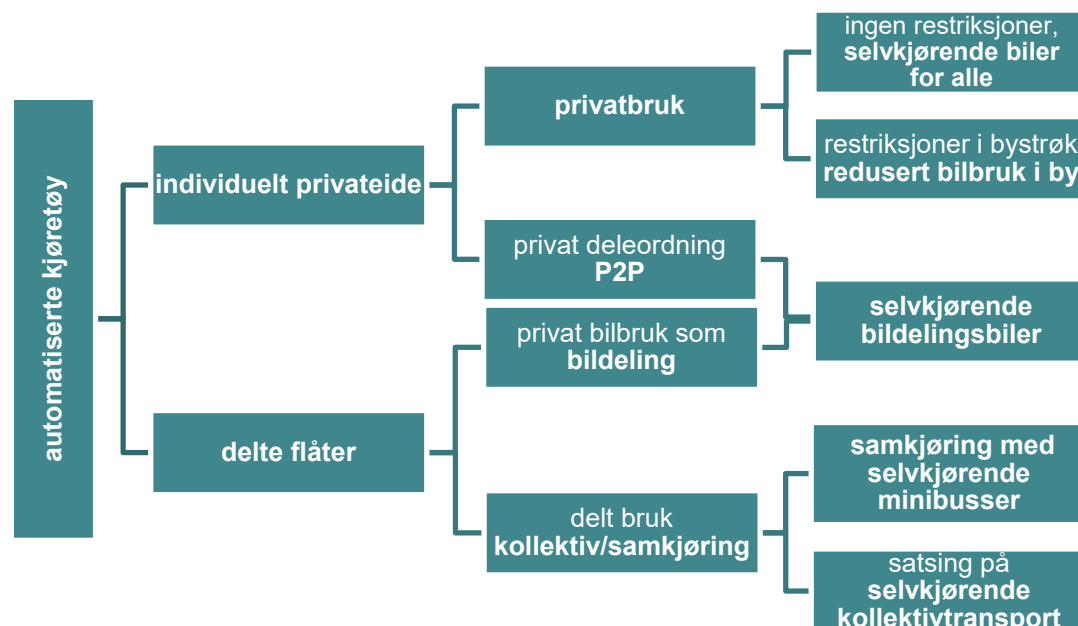 automatiserte kjøretøy
individuelt privateide
delte flåter
privatbruk
privat deleordning
P2P
privat bilbruk som
bildeling
delt bruk
kollektiv/samkjøring
ingen restriksjoner,
selvkjørende biler
for alle
restriksjoner i bystrøk
redusert bilbruk i by
selvkjørende
bildelingsbiler
samkjøring med
selvkjørende
minibusser
satsing på
selvkjørende
kollektivtransport